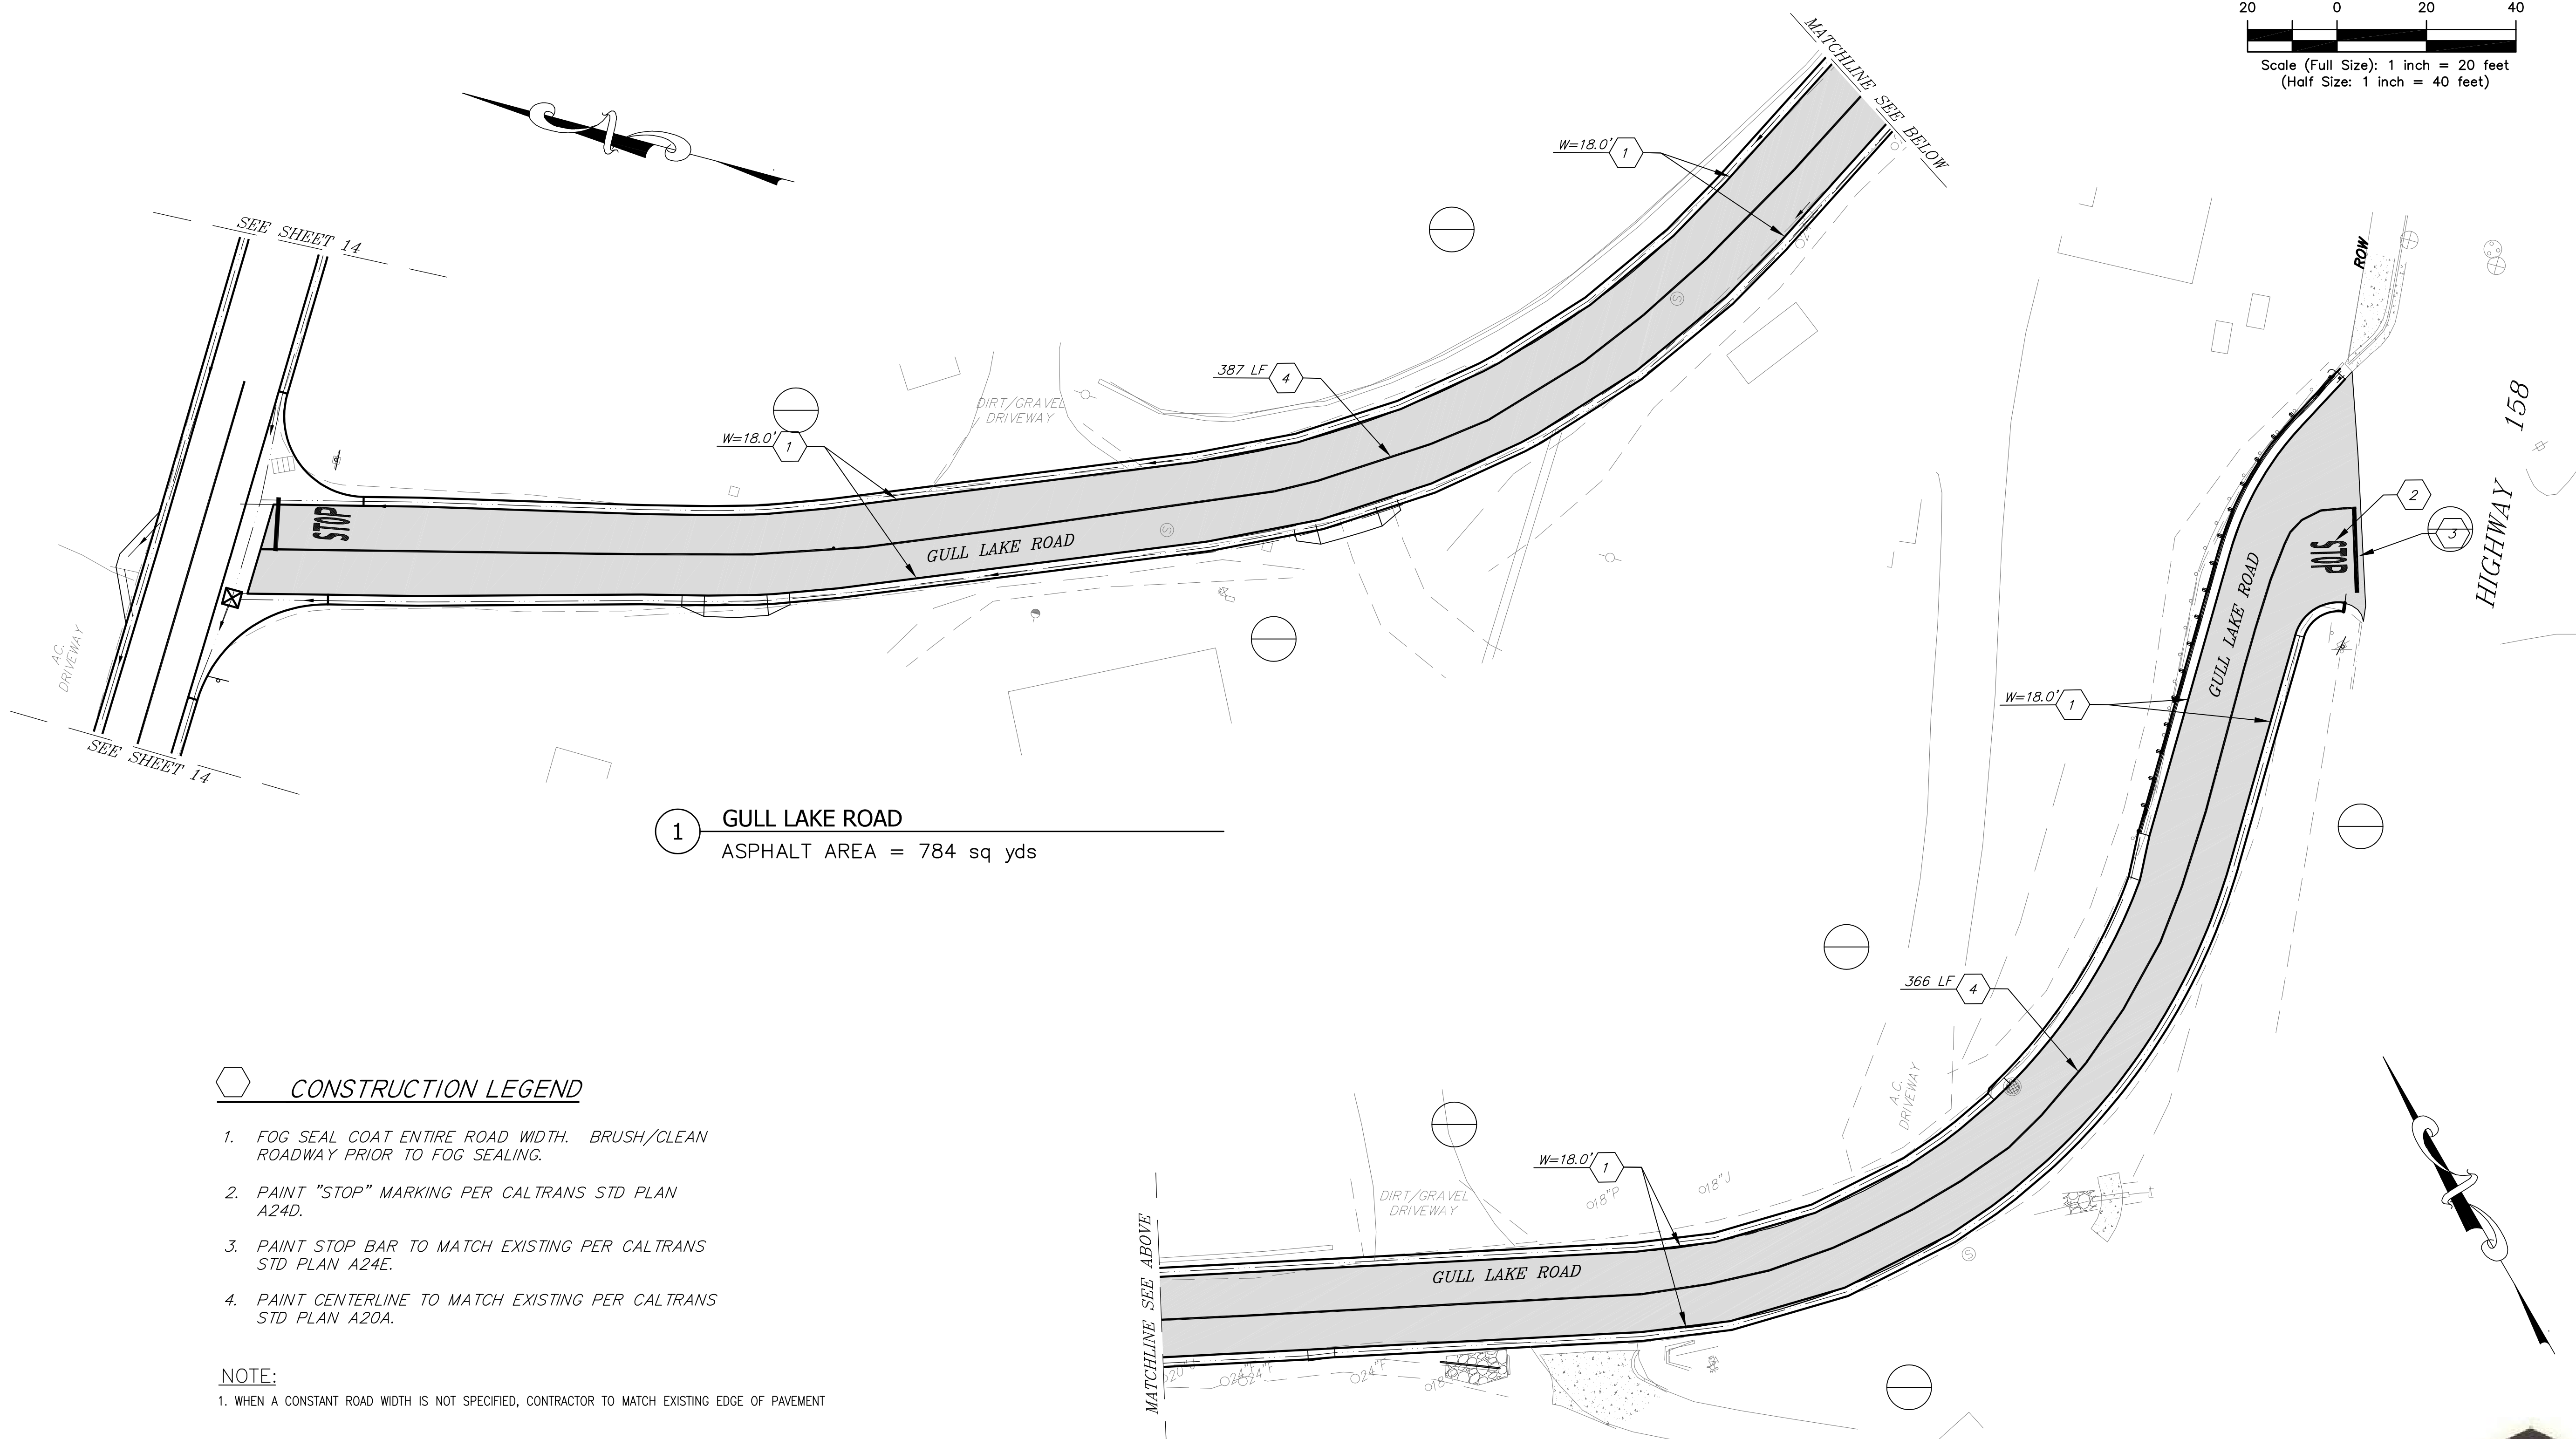 20 0 20 40
Scale (Full Size): 1 inch = 20 feet
(Half Size: 1 inch = 40 feet)
MATCHLINE SEE BELOW
W=18.0' 1
SEE SHEET 14
ROW
387 LF 4
DIRT/GRAVEL
DRIVEWAY
W=18.0' 1
HIGHWAY 158
2
3
STOP
STOP
S
S
GULL LAKE ROAD
GULL LAKE ROAD
A.C.
DRIVEWAY
W=18.0' 1
SEE SHEET 14
1 GULL LAKE ROAD
ASPHALT AREA = 784 sq yds
366 LF 4
CONSTRUCTION LEGEND
1. FOG SEAL COAT ENTIRE ROAD WIDTH. BRUSH/CLEAN
ROADWAY PRIOR TO FOG SEALING.
2. PAINT "STOP" MARKING PER CALTRANS STD PLAN
A24D.
3. PAINT STOP BAR TO MATCH EXISTING PER CALTRANS
STD PLAN A24E.
4. PAINT CENTERLINE TO MATCH EXISTING PER CALTRANS
STD PLAN A20A.
NOTE:
1. WHEN A CONSTANT ROAD WIDTH IS NOT SPECIFIED, CONTRACTOR TO MATCH EXISTING EDGE OF PAVEMENT
A.C.
DRIVEWAY
W=18.0' 1
DIRT/GRAVEL
DRIVEWAY
18"P
18"J
MATCHLINE SEE ABOVE
GULL LAKE ROAD
S
24"F
24"F